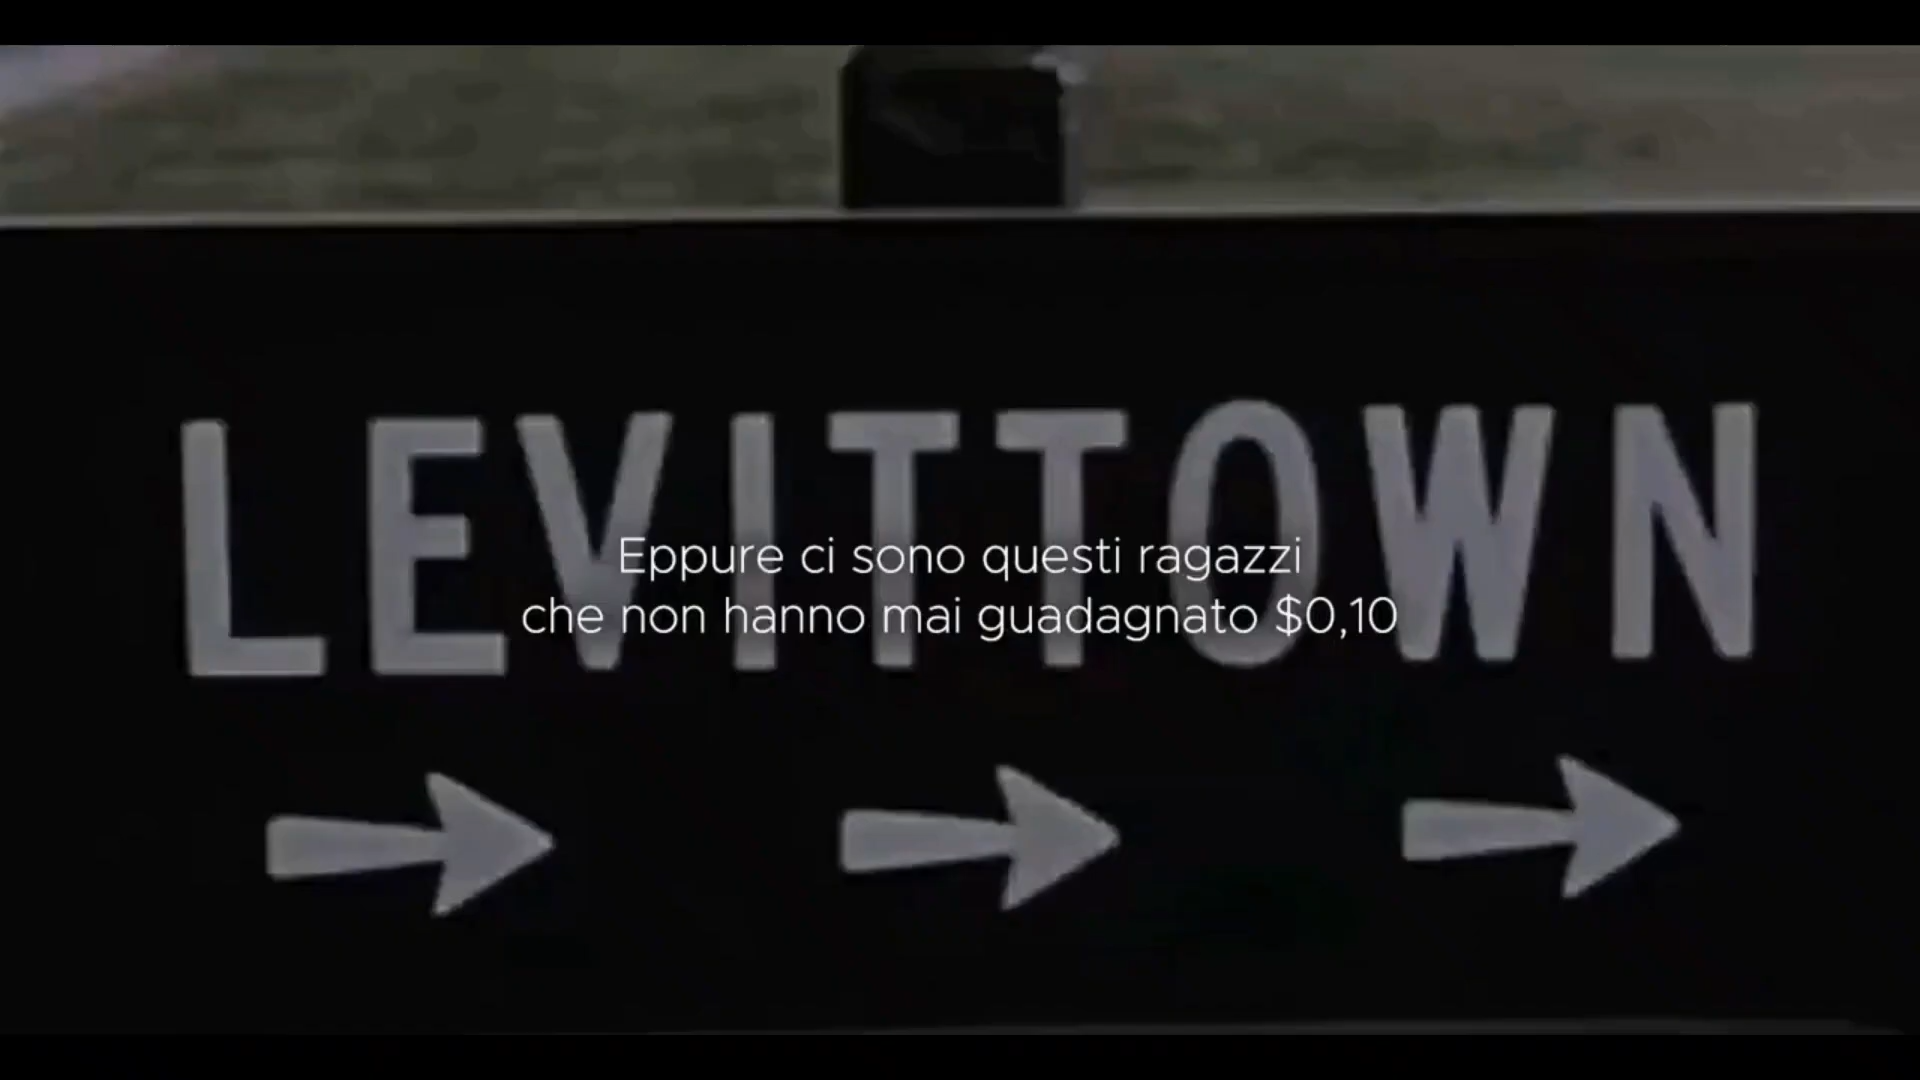 LEVITTOWN
Eppure ci sono questi ragazzi
che non hanno mai guadagnato $0,10